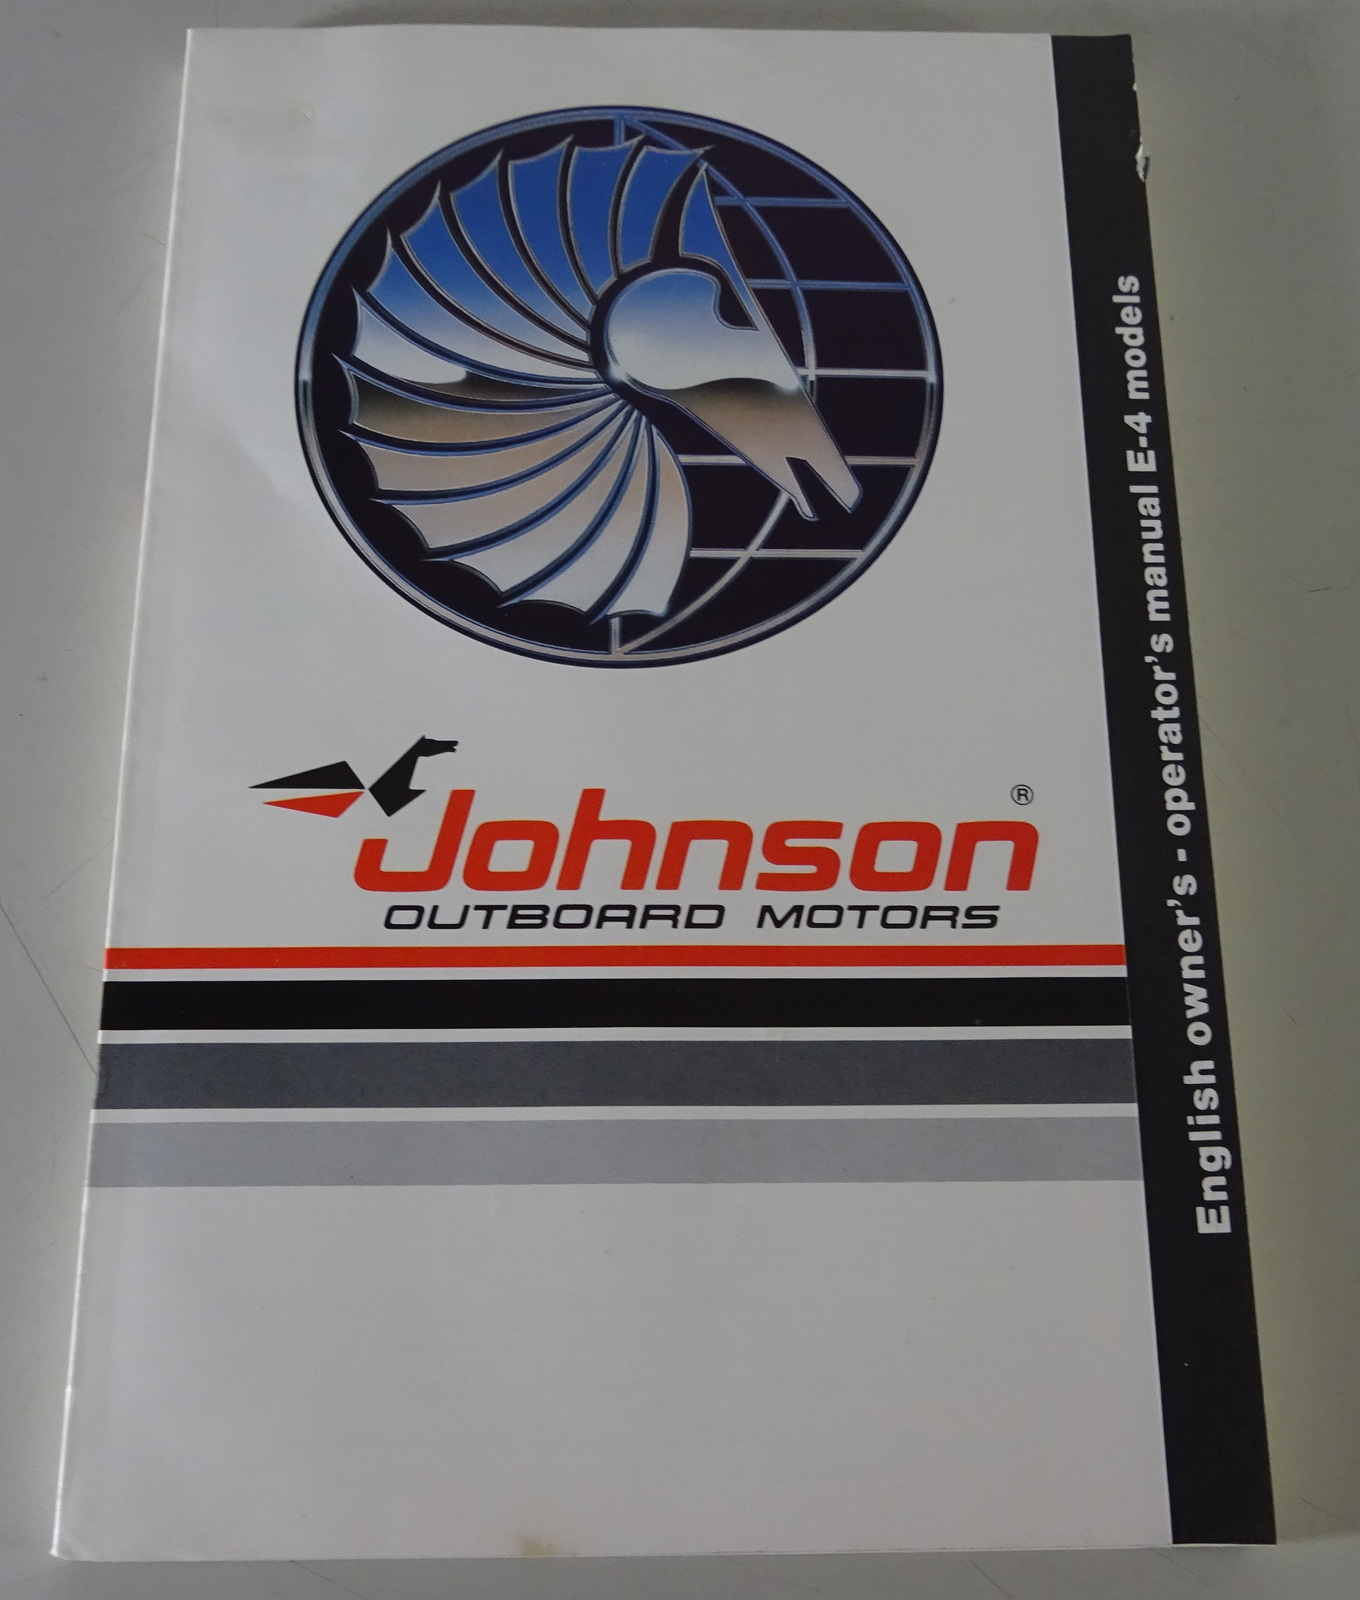 Johnson®
OUTBOARD MOTORS
English owner's - operator's manual E-4 models